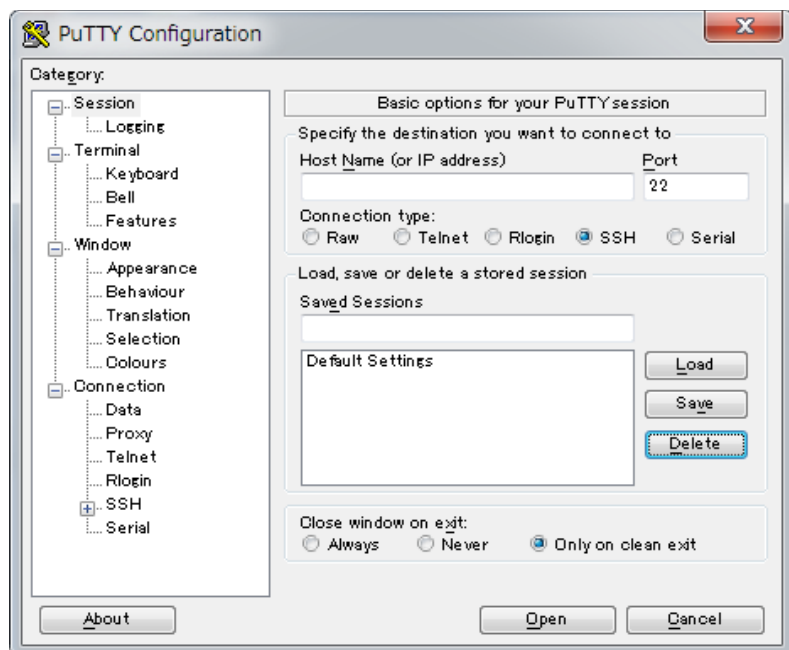 PuTTY Configuration
Category:
Session
Logging
Terminal
Keyboard
Bell
Features
Window
Appearance
Behaviour
Translation
Selection
Colours
Connection
Data
Proxy
Telnet
Rlogin
SSH
Serial
Basic options for your PuTTY session
Specify the destination you want to connect to
Host Name (or IP address) Port
22
Connection type:
Raw Telnet Rlogin SSH Serial
Load, save or delete a stored session
Saved Sessions
Default Settings
Load
Save
Delete
Close window on exit:
Always Never Only on clean exit
About Open Cancel